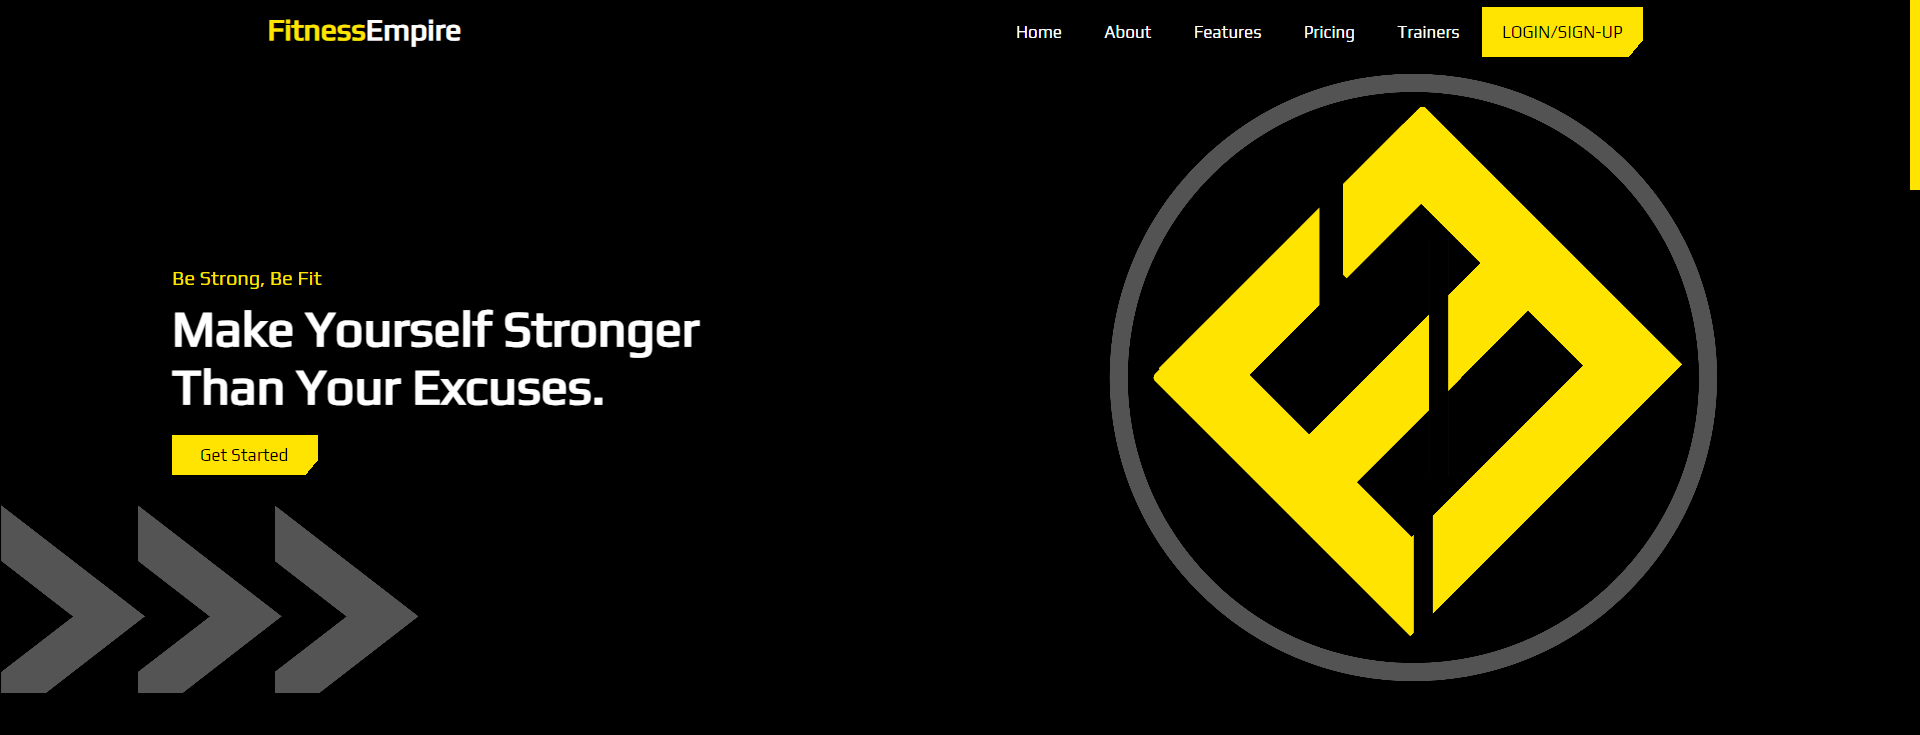 FitnessEmpire
Home About Features Pricing Trainers LOGIN/SIGN-UP
Be Strong, Be Fit
Make Yourself Stronger
Than Your Excuses.
Get Started